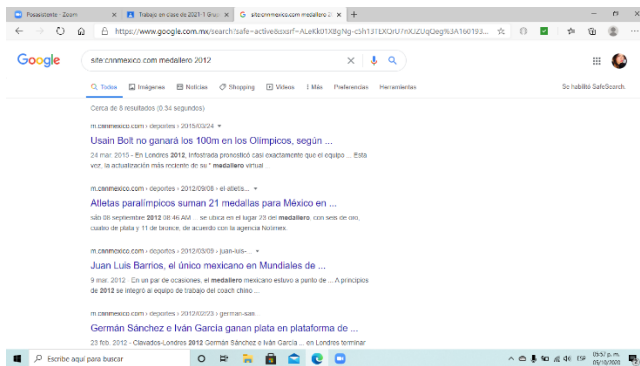 Posasistente - Zoom
Trabajo en clase de 2021-1 Grup
site:cnnmexico.com medallero 2
https://www.google.com.mx/search?safe=active&sxsrf=
Google
site:cnnmexico.com medallero 2012
Todos Imágenes Noticias Shopping Vídeos Más Preferencias Herramientas
Se habilitó SafeSearch.
Cerca de 8 resultados (0.34 segundos)
m.cnnmexico.com › deportes › 2015/03/24
Usain Bolt no ganará los 100m en los Olímpicos, según ...
24 mar. 2015 - En Londres 2012, Infostrada pronosticó casi exactamente que el equipo ... Esta
vez, la actualización más reciente de su " medallero virtual ...
m.cnnmexico.com › deportes › 2012/09/08 › el-atletis...
Atletas paralímpicos suman 21 medallas para México en ...
sáb 08 septiembre 2012 08:46 AM ... se ubica en el lugar 23 del medallero, con seis de oro,
cuatro de plata y 11 de bronce, de acuerdo con la agencia Notimex.
m.cnnmexico.com › deportes › 2012/03/09 › juan-luis-...
Juan Luis Barrios, el único mexicano en Mundiales de ...
9 mar. 2012 - En un par de ocasiones, el medallero mexicano estuvo a punto de ... A principios
de 2012 se integró al equipo de trabajo del coach chino ...
m.cnnmexico.com › deportes › 2012/02/23 › german-san...
Germán Sánchez e Iván García ganan plata en plataforma de ...
23 feb. 2012 - Clavados-Londres 2012 Germán Sánchez e Iván García ... en Londres terminar
Escribe aquí para buscar
ESP
05:57 p. m.
05/10/2020